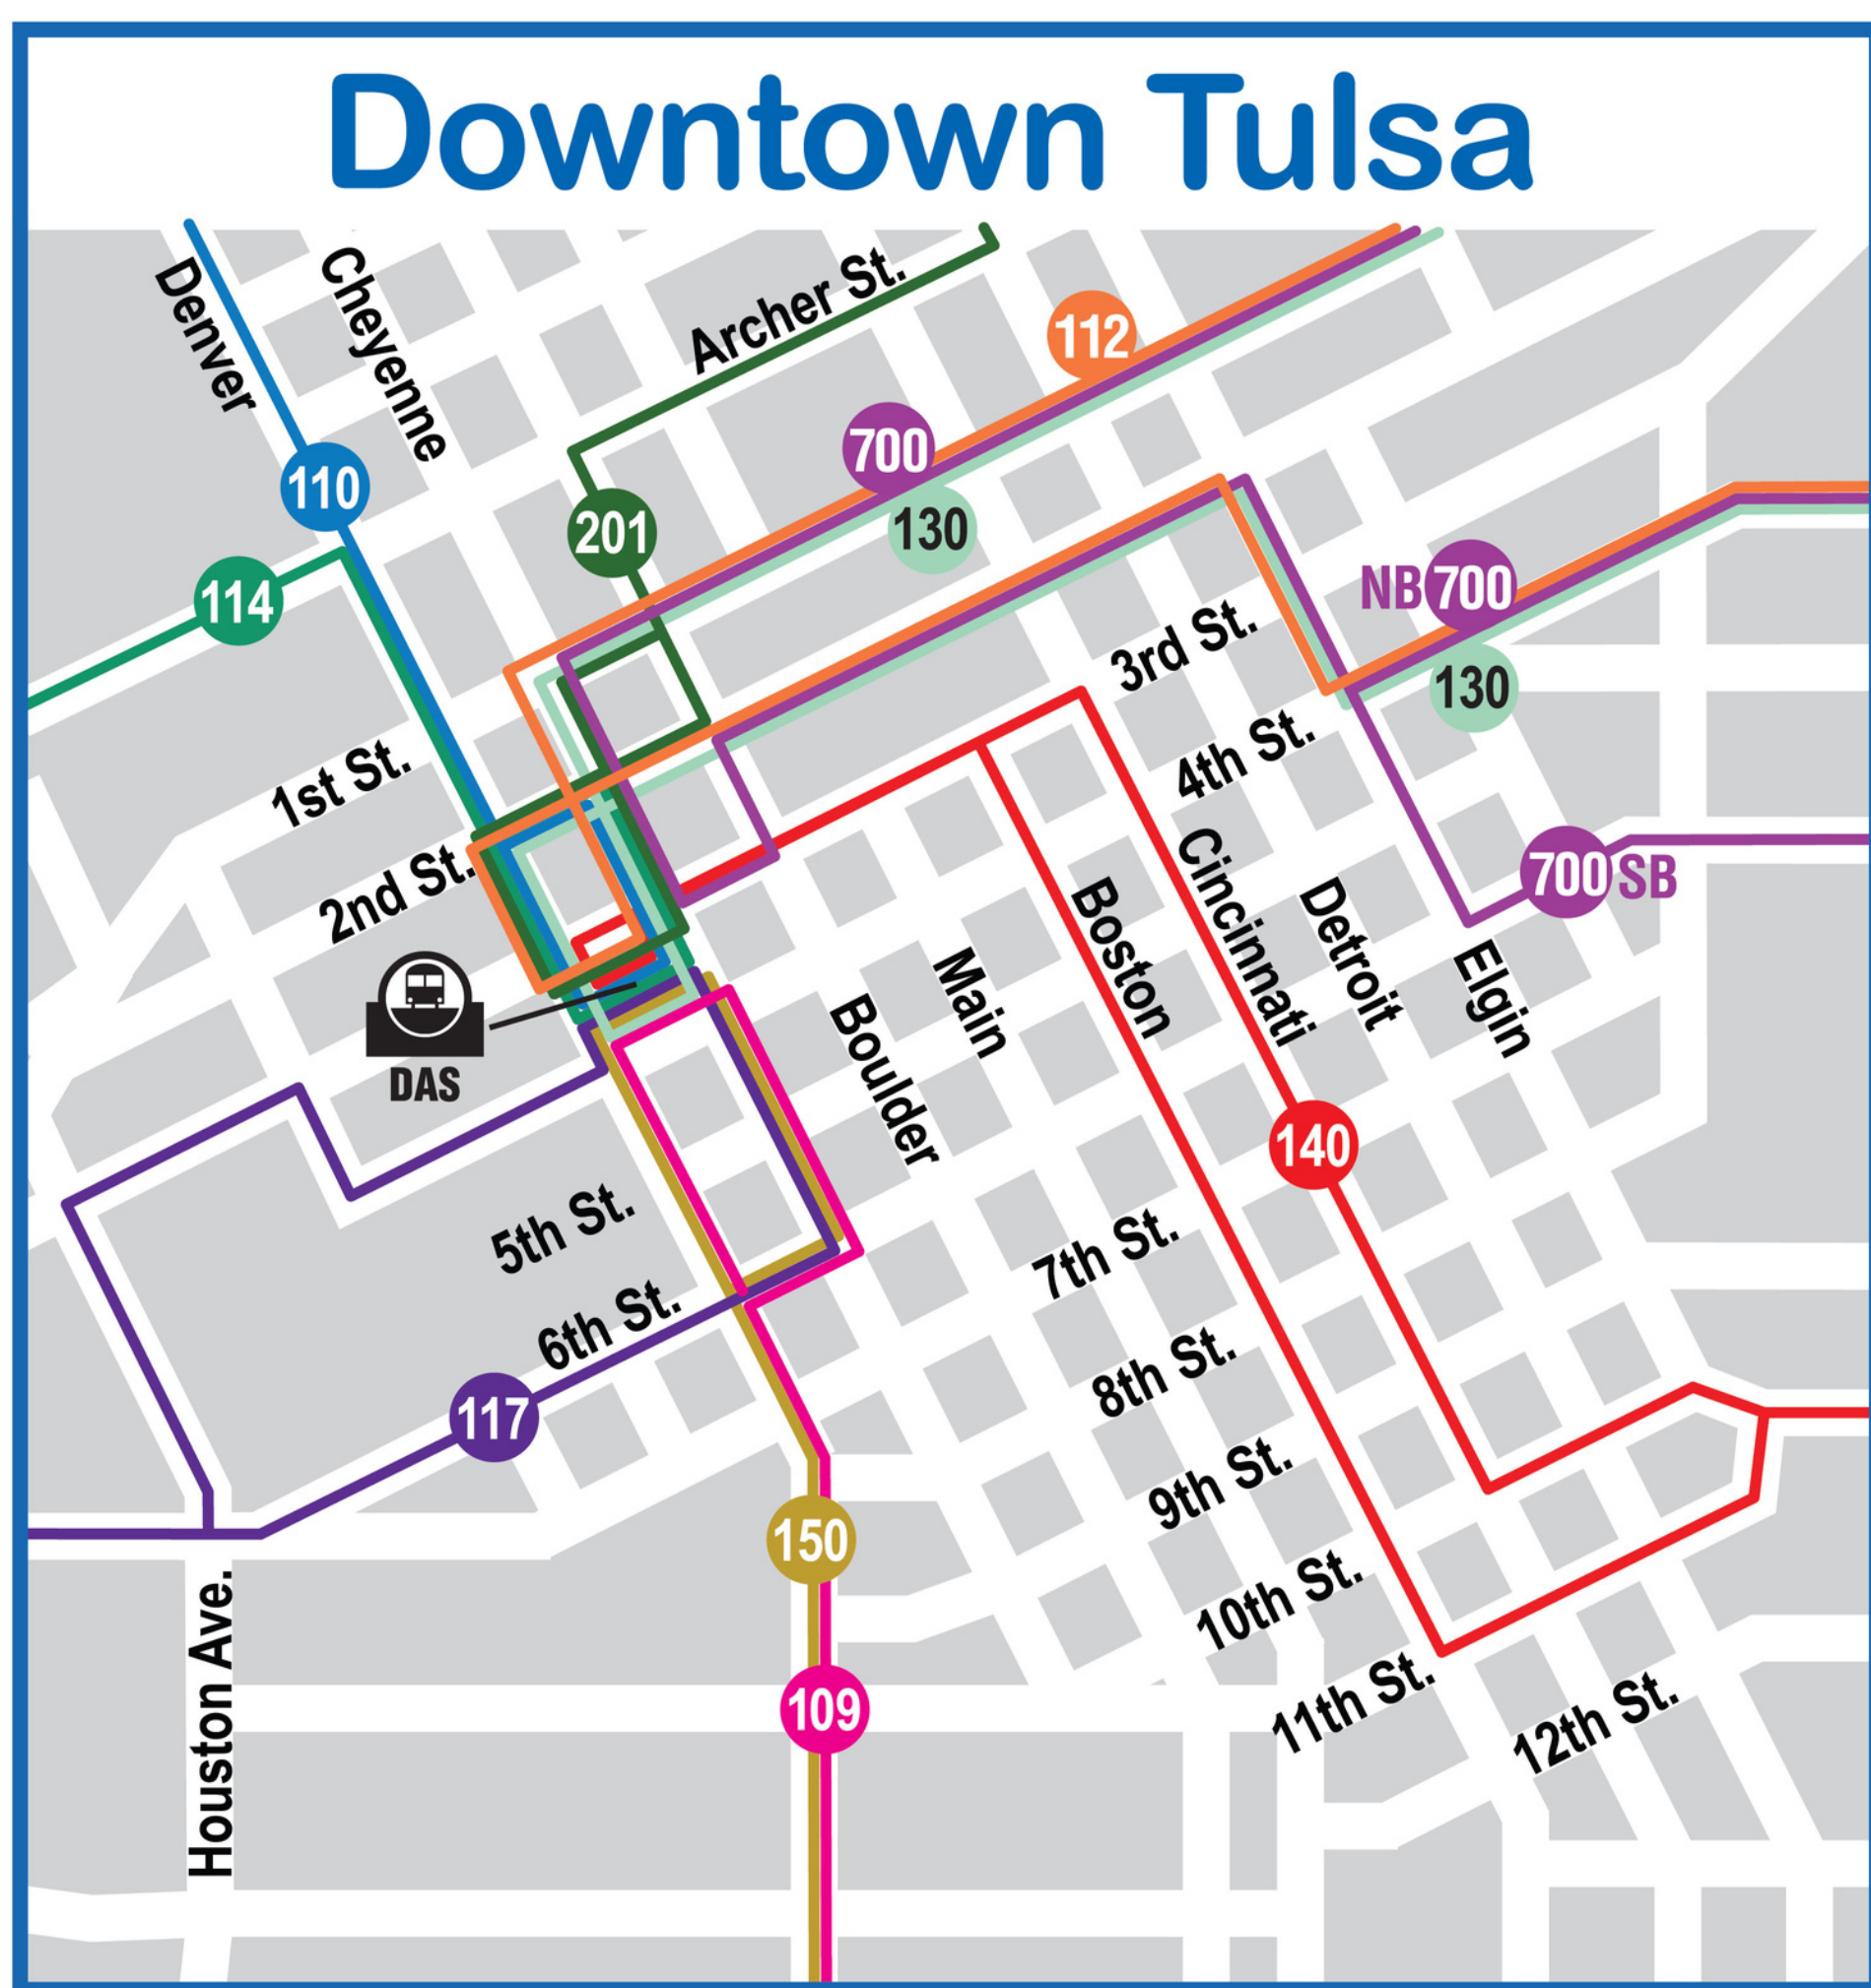 Downtown Tulsa
Denver
Cheyenne
Archer St.
112
700
110
130
201
114
NB 700
130
3rd St.
4th St.
1st St.
2nd St.
700 SB
Cincinnati
Detroit
Boston
Elgin
Main
Boulder
DAS
140
5th St.
7th St.
6th St.
8th St.
117
9th St.
150
10th St.
109
11th St.
12th St.
Houston Ave.